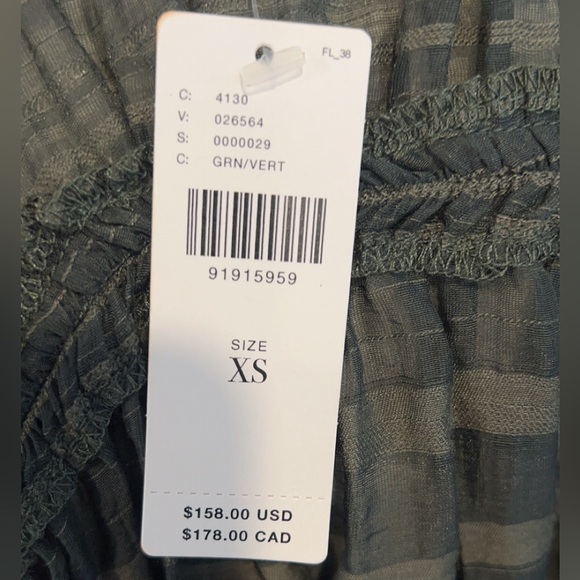 FL_38
C: 4130
V: 026564
S: 0000029
C: GRN/VERT
91915959
SIZE
XS
$158.00 USD
$178.00 CAD